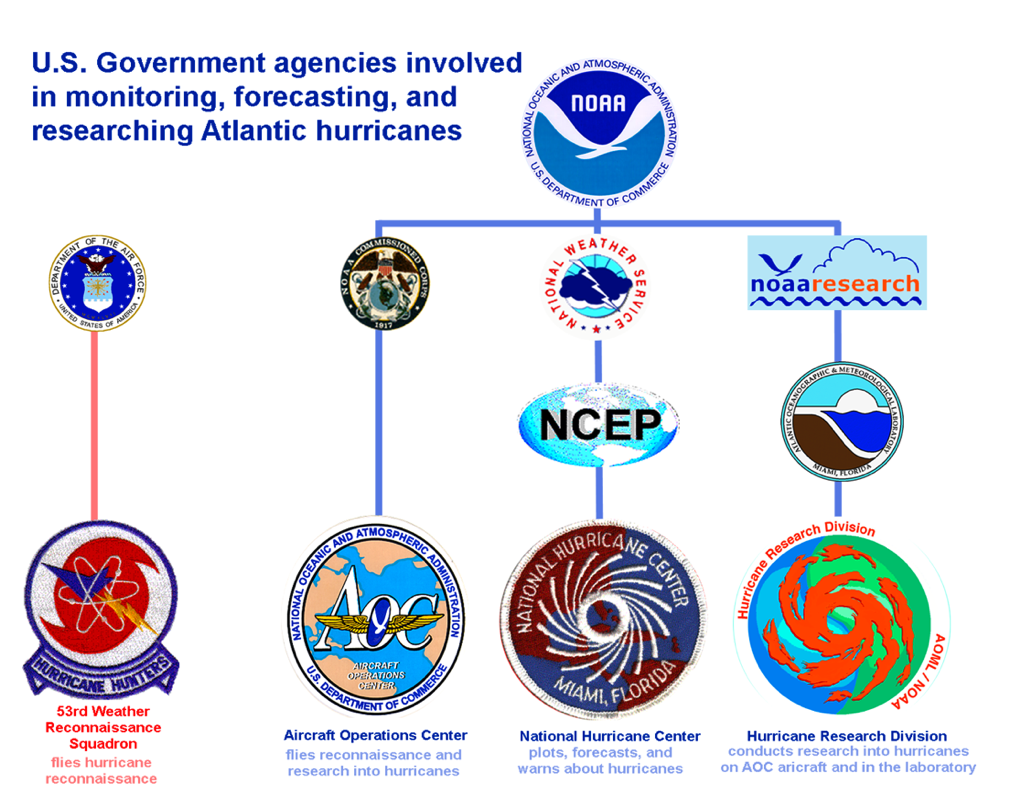 U.S. Government agencies involved
in monitoring, forecasting, and
researching Atlantic hurricanes
NATIONAL OCEANIC AND ATMOSPHERIC ADMINISTRATION
NOAA
U.S. DEPARTMENT OF COMMERCE
DEPARTMENT OF THE AIR FORCE
UNITED STATES OF AMERICA
NOAA COMMISSIONED CORPS
1917
NATIONAL WEATHER SERVICE
noaaresearch
NCEP
ATLANTIC OCEANOGRAPHIC & METEOROLOGICAL LABORATORY
MIAMI, FLORIDA
HURRICANE HUNTERS
NATIONAL OCEANIC AND ATMOSPHERIC ADMINISTRATION
AOC
AIRCRAFT
OPERATIONS
CENTER
U.S. DEPARTMENT OF COMMERCE
NATIONAL HURRICANE CENTER
MIAMI, FLORIDA
Hurricane Research Division
AOML / NOAA
53rd Weather
Reconnaissance
Squadron
flies hurricane
reconnaissance
Aircraft Operations Center
flies reconnaissance and
research into hurricanes
National Hurricane Center
plots, forecasts, and
warns about hurricanes
Hurricane Research Division
conducts research into hurricanes
on AOC aricraft and in the laboratory